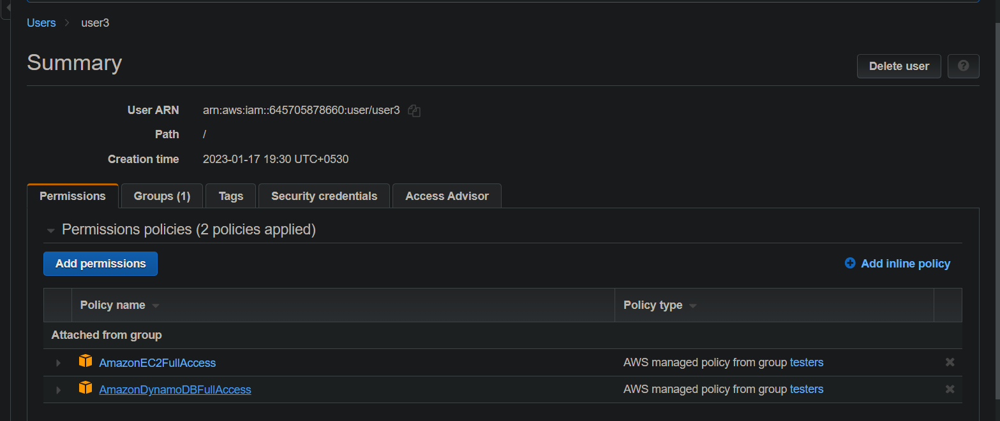 Users > user3
Summary
Delete user
User ARN arn:aws:iam::645705878660:user/user3
Path /
Creation time 2023-01-17 19:30 UTC+0530
Permissions Groups (1) Tags Security credentials Access Advisor
Permissions policies (2 policies applied)
Add permissions Add inline policy
Policy name Policy type
Attached from group
AmazonEC2FullAccess AWS managed policy from group testers
AmazonDynamoDBFullAccess AWS managed policy from group testers